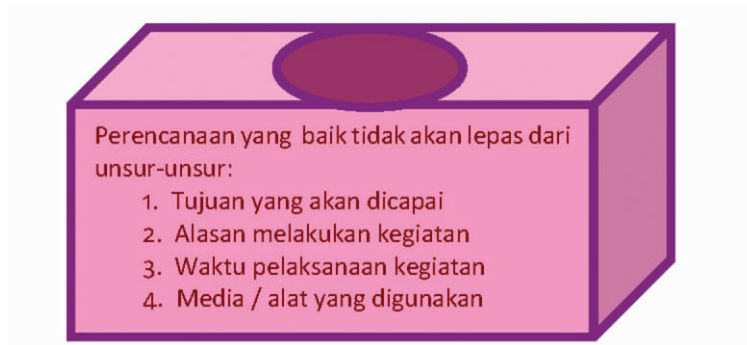 Perencanaan yang baik tidak akan lepas dari
unsur-unsur:
1. Tujuan yang akan dicapai
2. Alasan melakukan kegiatan
3. Waktu pelaksanaan kegiatan
4. Media / alat yang digunakan